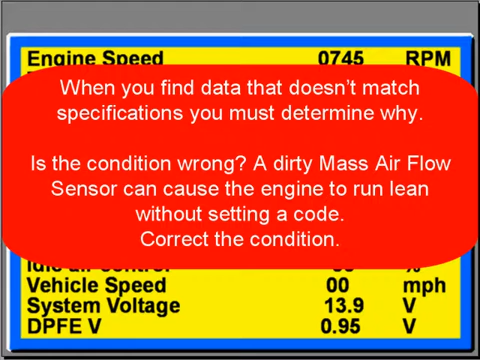 Engine Speed 0745 RPM
When you find data that doesn't match
specifications you must determine why.
Is the condition wrong? A dirty Mass Air Flow
Sensor can cause the engine to run lean
without setting a code.
Correct the condition.
Vehicle Speed 00 mph
System Voltage 13.9 V
DPFE V 0.95 V